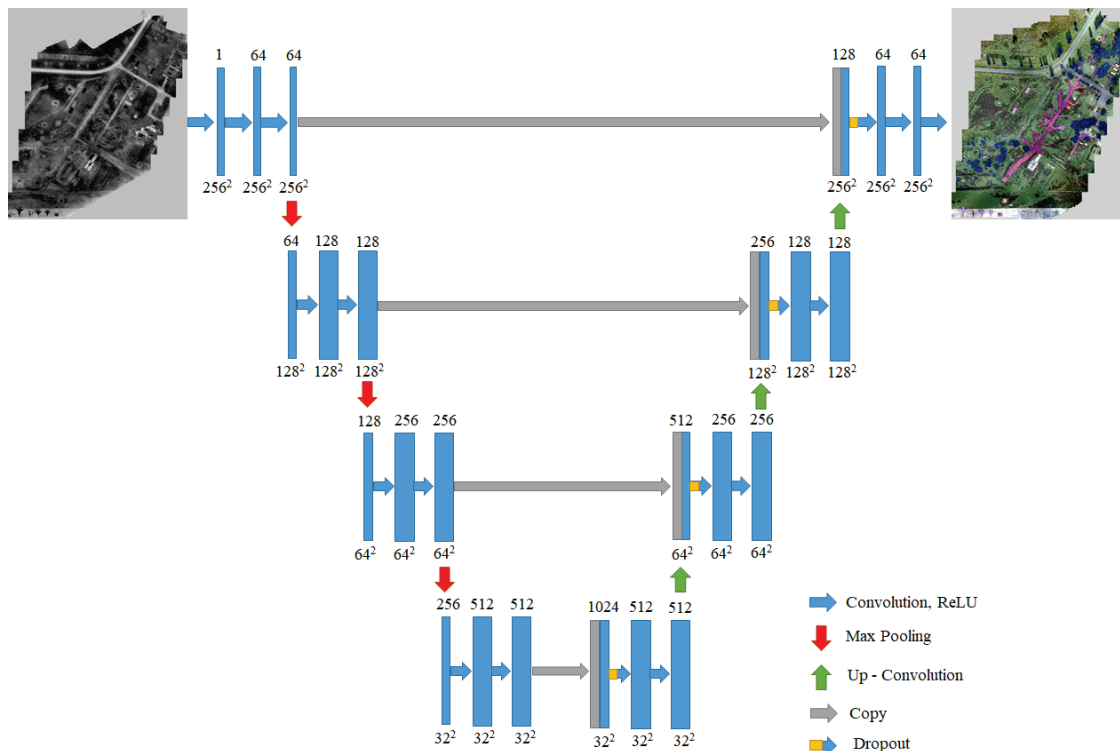 1 64 64
256² 256² 256²
128 64 64
256² 256² 256²
64 128 128
128² 128² 128²
256 128 128
128² 128² 128²
128 256 256
64² 64² 64²
512 256 256
64² 64² 64²
256 512 512
32² 32² 32²
1024 512 512
32² 32² 32²
Convolution, ReLU
Max Pooling
Up - Convolution
Copy
Dropout